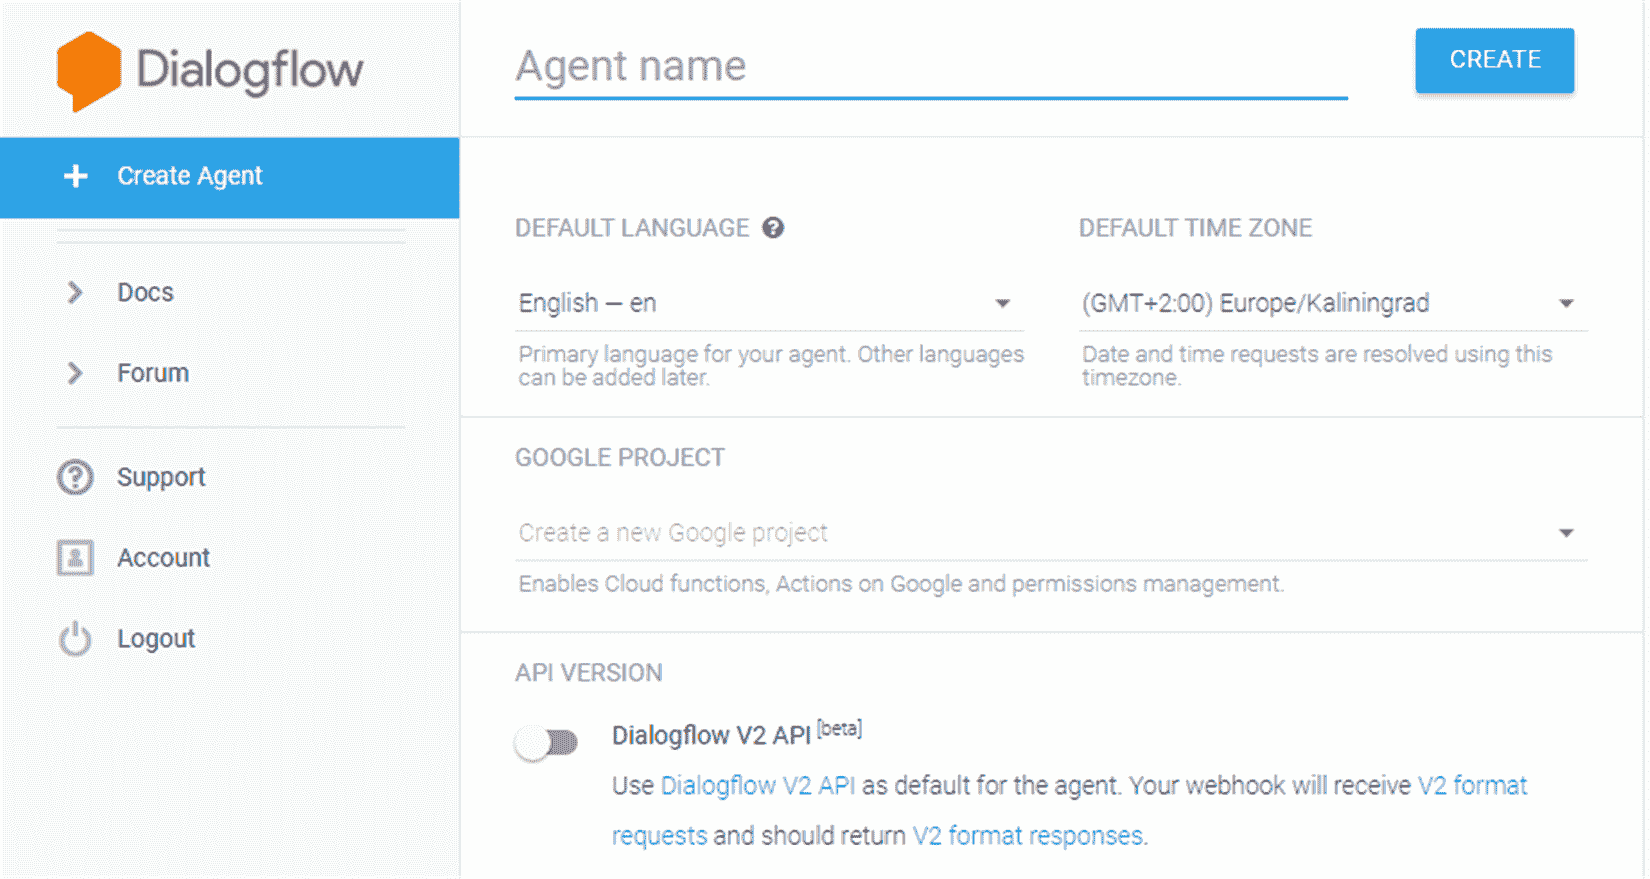 Dialogflow
Agent name
CREATE
+ Create Agent
DEFAULT LANGUAGE ?
DEFAULT TIME ZONE
Docs
English — en
(GMT+2:00) Europe/Kaliningrad
Primary language for your agent. Other languages
can be added later.
Date and time requests are resolved using this
timezone.
Forum
GOOGLE PROJECT
Support
Create a new Google project
Account
Enables Cloud functions, Actions on Google and permissions management.
Logout
API VERSION
Dialogflow V2 API [beta]
Use Dialogflow V2 API as default for the agent. Your webhook will receive V2 format
requests and should return V2 format responses.